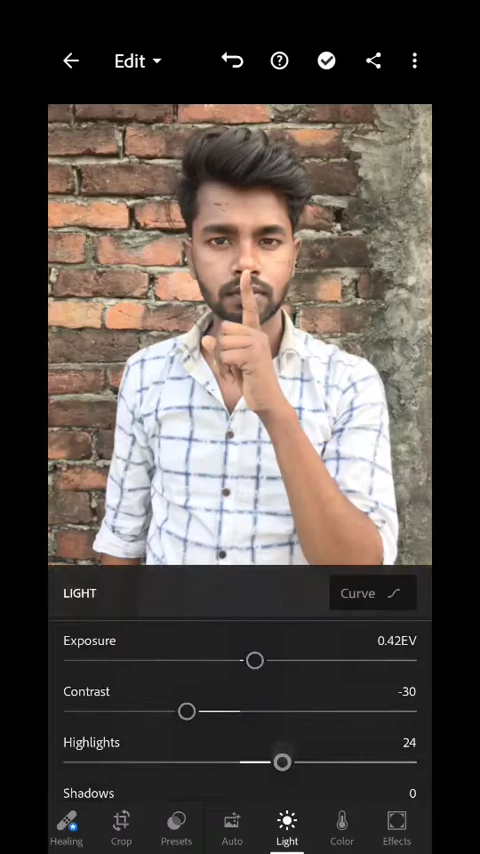 Edit
LIGHT
Curve
Exposure 0.42EV
Contrast -30
Highlights 24
Shadows 0
Healing Crop Presets Auto Light Color Effects